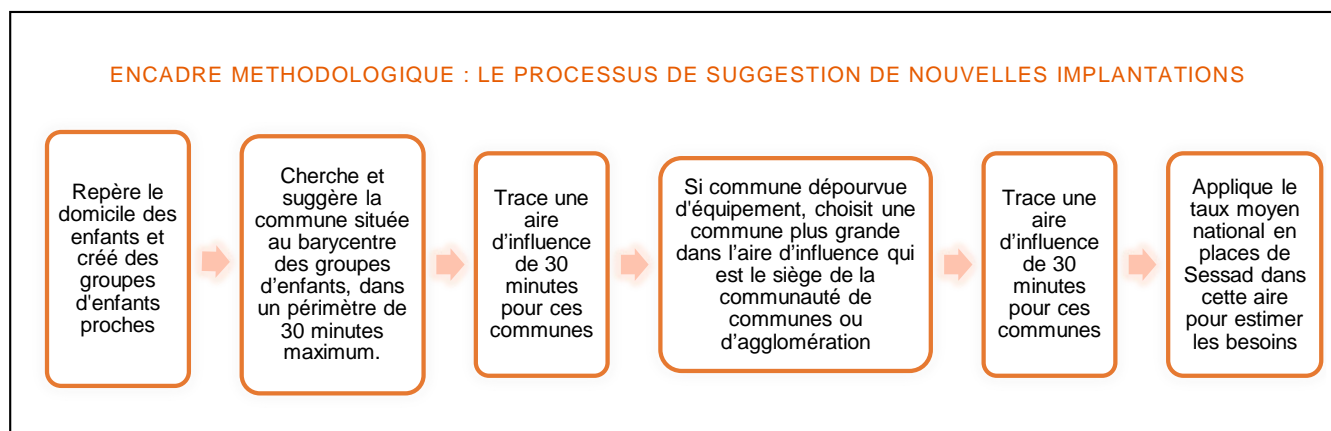 ENCADRE METHODOLOGIQUE : LE PROCESSUS DE SUGGESTION DE NOUVELLES IMPLANTATIONS
Repère le
domicile des
enfants et
créé des
groupes
d'enfants
proches
Cherche et
suggère la
commune située
au barycentre
des groupes
d'enfants, dans
un périmètre de
30 minutes
maximum.
Trace une
aire
d'influence
de 30
minutes
pour ces
communes
Si commune dépourvue
d'équipement, choisit une
commune plus grande
dans l'aire d'influence qui
est le siège de la
communauté de
communes ou
d'agglomération
Trace une
aire
d'influence
de 30
minutes
pour ces
communes
Applique le
taux moyen
national en
places de
Sessad dans
cette aire
pour estimer
les besoins